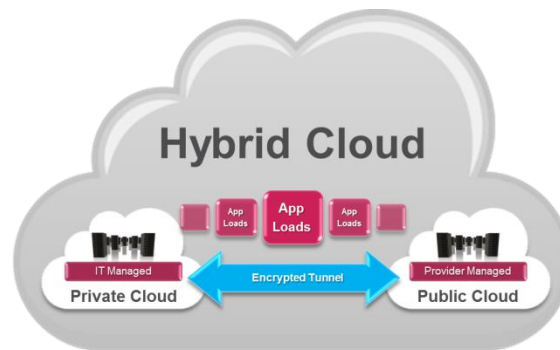 Hybrid Cloud
App
Loads
App
Loads
App
Loads
IT Managed
Encrypted Tunnel
Provider Managed
Private Cloud
Public Cloud